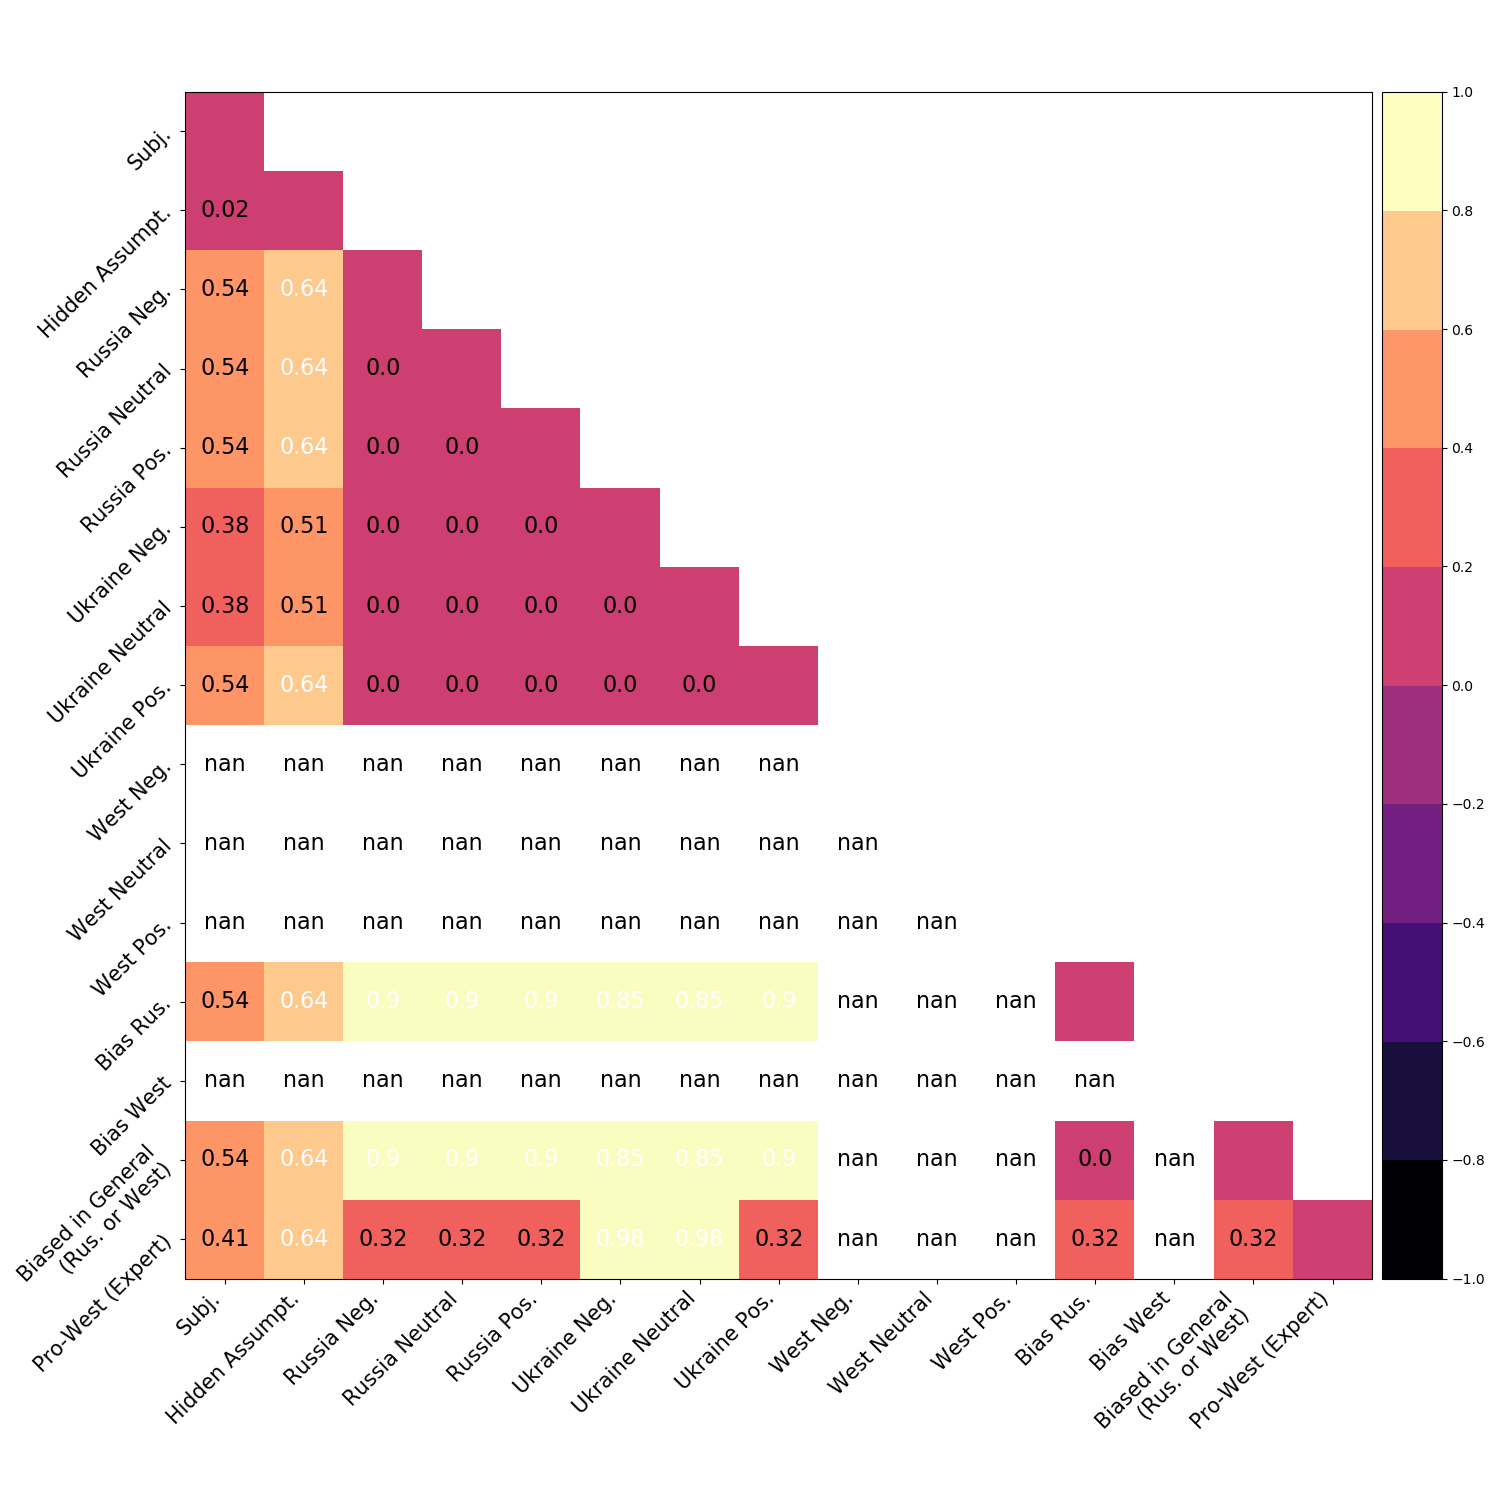 1.0
Subj.
0.8
Hidden Assumpt. 0.02
Russia Neg. 0.54 0.64
0.6
Russia Neutral 0.54 0.64 0.0
Russia Pos. 0.54 0.64 0.0 0.0
0.4
Ukraine Neg. 0.38 0.51 0.0 0.0 0.0
0.2
Ukraine Neutral 0.38 0.51 0.0 0.0 0.0 0.0
Ukraine Pos. 0.54 0.64 0.0 0.0 0.0 0.0 0.0
0.0
West Neg. nan nan nan nan nan nan nan nan
−0.2
West Neutral nan nan nan nan nan nan nan nan nan
West Pos. nan nan nan nan nan nan nan nan nan nan
−0.4
Bias Rus. 0.54 0.64 0.9 0.9 0.9 0.85 0.85 0.9 nan nan nan
−0.6
Bias West nan nan nan nan nan nan nan nan nan nan nan nan
Biased in General
(Rus. or West) 0.54 0.64 0.9 0.9 0.9 0.85 0.85 0.9 nan nan nan 0.0 nan
−0.8
Pro-West (Expert) 0.41 0.64 0.32 0.32 0.32 0.98 0.98 0.32 nan nan nan 0.32 nan 0.32
−1.0
Subj.
Hidden Assumpt.
Russia Neg.
Russia Neutral
Russia Pos.
Ukraine Neg.
Ukraine Neutral
Ukraine Pos.
West Neg.
West Neutral
West Pos.
Bias Rus.
Bias West
Biased in General
(Rus. or West)
Pro-West (Expert)